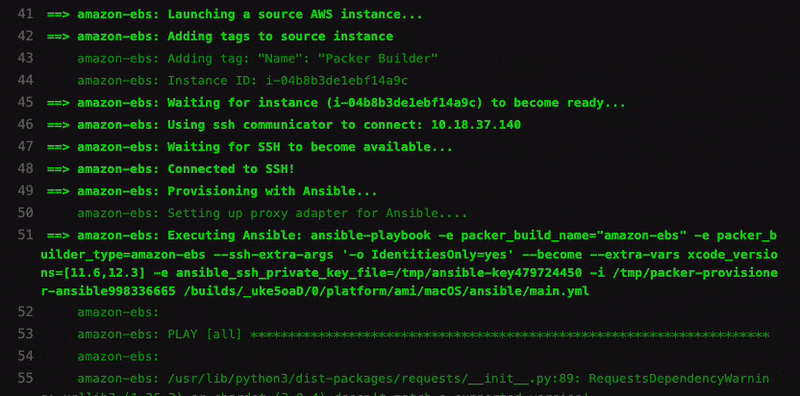 41 ==> amazon-ebs: Launching a source AWS instance...
42 ==> amazon-ebs: Adding tags to source instance
43 amazon-ebs: Adding tag: "Name": "Packer Builder"
44 amazon-ebs: Instance ID: i-04b8b3de1ebf14a9c
45 ==> amazon-ebs: Waiting for instance (i-04b8b3de1ebf14a9c) to become ready...
46 ==> amazon-ebs: Using ssh communicator to connect: 10.18.37.140
47 ==> amazon-ebs: Waiting for SSH to become available...
48 ==> amazon-ebs: Connected to SSH!
49 ==> amazon-ebs: Provisioning with Ansible...
50 amazon-ebs: Setting up proxy adapter for Ansible....
51 ==> amazon-ebs: Executing Ansible: ansible-playbook -e packer_build_name="amazon-ebs" -e packer_b
uilder_type=amazon-ebs --ssh-extra-args '-o IdentitiesOnly=yes' --become --extra-vars xcode_versio
ns=[11.6,12.3] -e ansible_ssh_private_key_file=/tmp/ansible-key479724450 -i /tmp/packer-provisione
r-ansible998336665 /builds/_uke5oaD/0/platform/ami/macOS/ansible/main.yml
52 amazon-ebs:
53 amazon-ebs: PLAY [all] *********************************************************************
54 amazon-ebs:
55 amazon-ebs: /usr/lib/python3/dist-packages/requests/__init__.py:89: RequestsDependencyWarnin